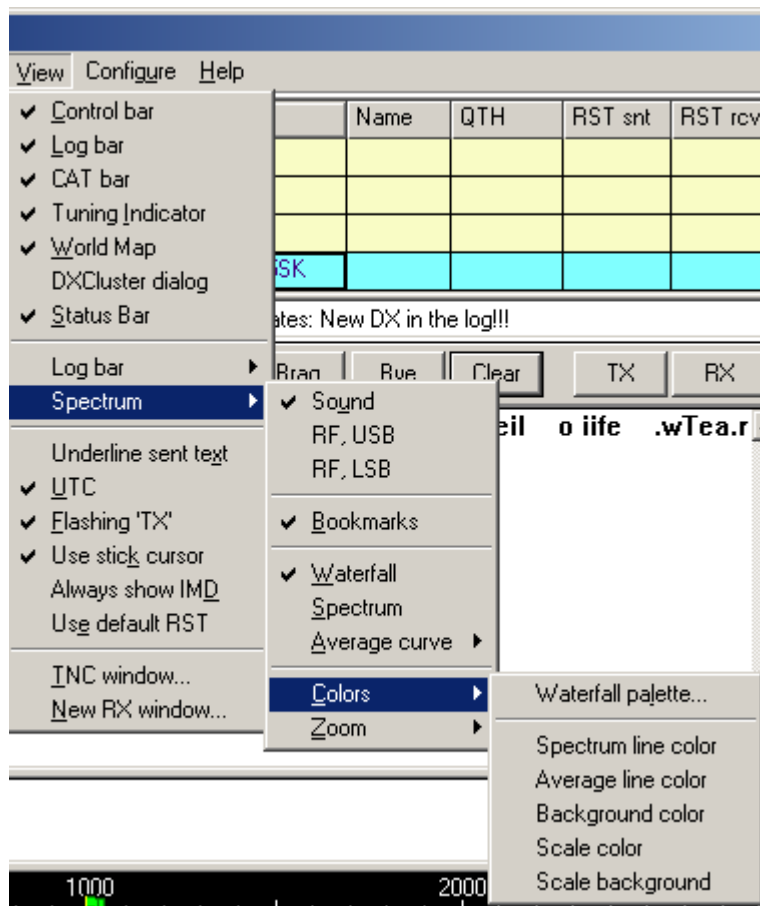 View Configure Help
Control bar
Log bar
CAT bar
Tuning Indicator
World Map
DXCluster dialog
Status Bar
Log bar
Spectrum
Underline sent text
UTC
Flashing 'TX'
Use stick cursor
Always show IMD
Use default RST
TNC window...
New RX window...
Name QTH RST snt RST rcv
SK
ates: New DX in the log!!!
Brag Bye Clear TX RX
eil o iife .wTea.r
Sound
RF, USB
RF, LSB
Bookmarks
Waterfall
Spectrum
Average curve
Colors
Zoom
Waterfall palette...
Spectrum line color
Average line color
Background color
Scale color
Scale background
1000 2000